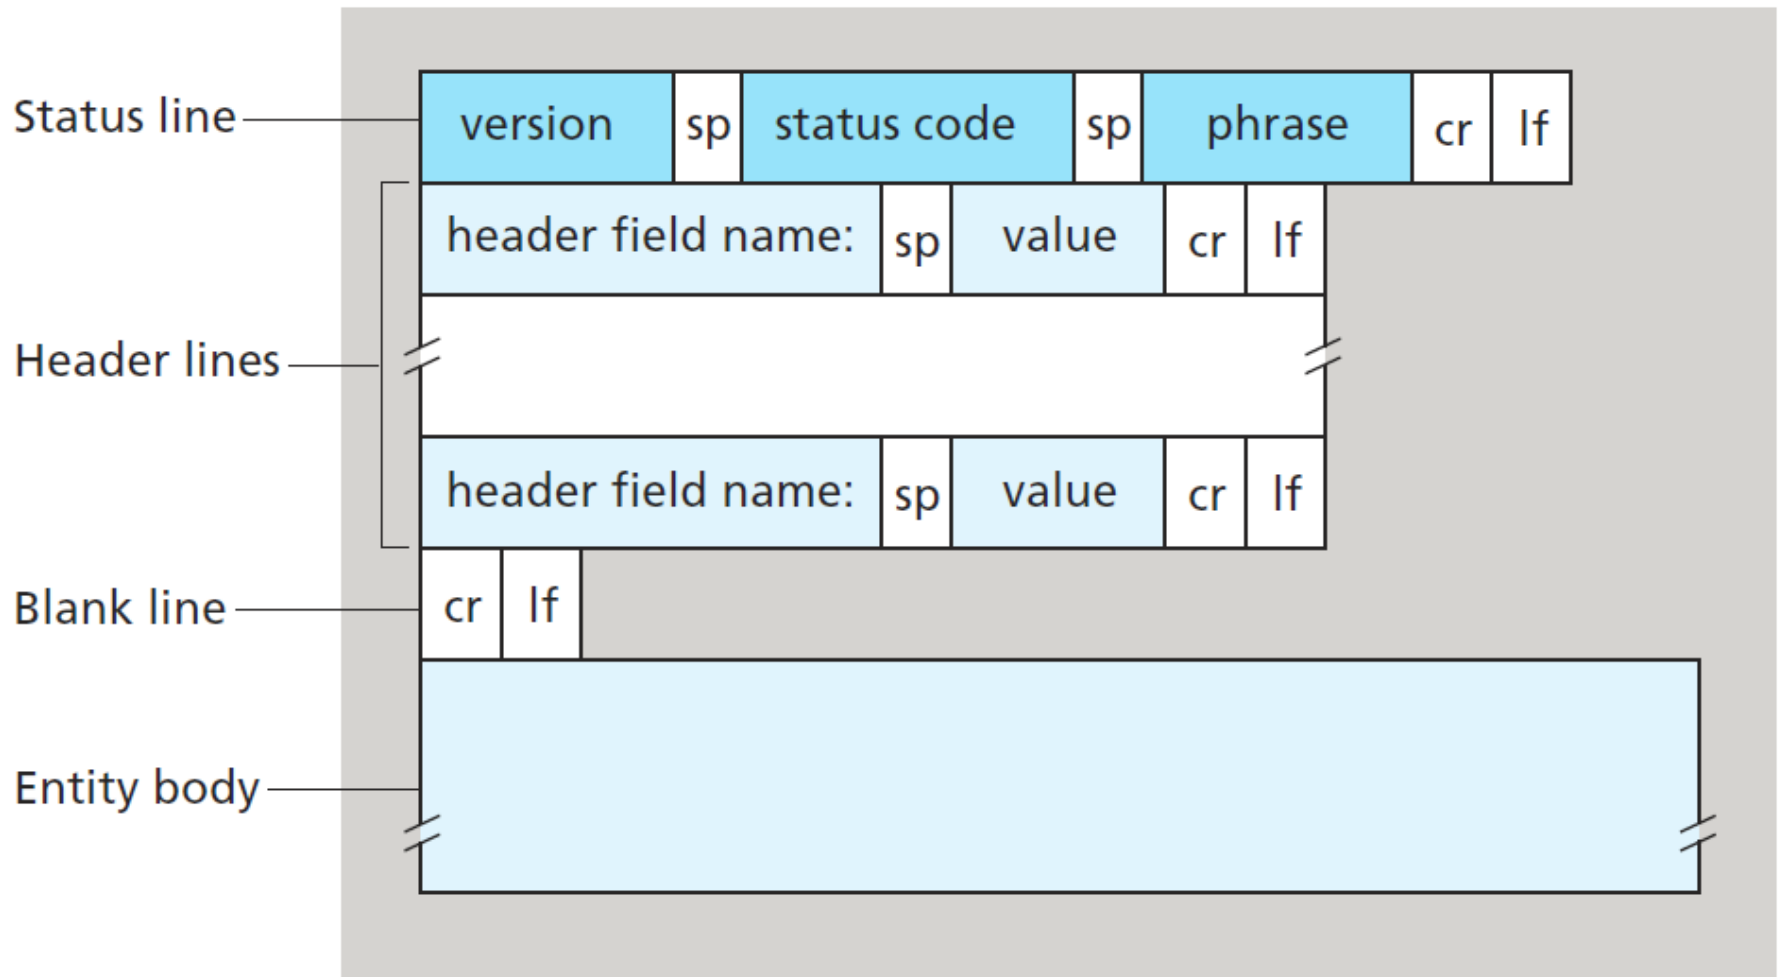 Status line
version sp status code sp phrase cr lf
header field name: sp value cr lf
Header lines
header field name: sp value cr lf
Blank line
cr lf
Entity body